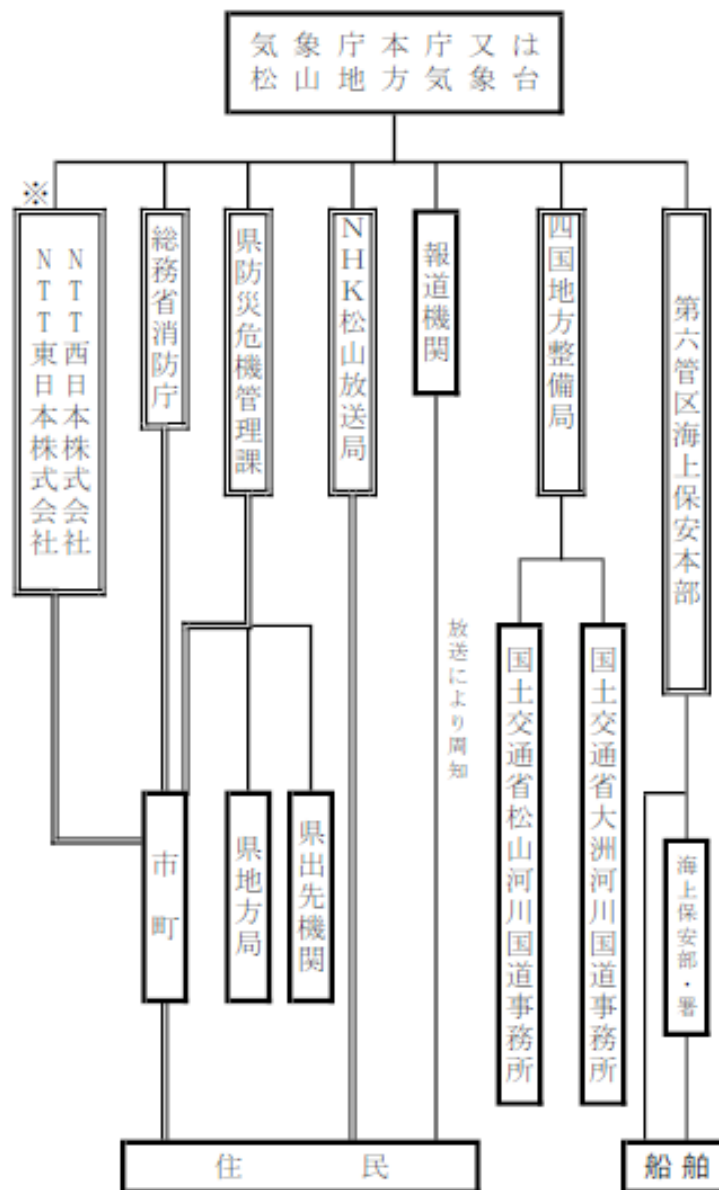 気象庁本庁又は
松山地方気象台
※
NTT西日本株式会社
NTT東日本株式会社
総務省消防庁
県防災危機管理課
NHK松山放送局
報道機関
四国地方整備局
第六管区海上保安本部
放送により周知
国土交通省松山河川国道事務所
国土交通省大洲河川国道事務所
市町
県地方局
県出先機関
海上保安部・署
住民
船舶